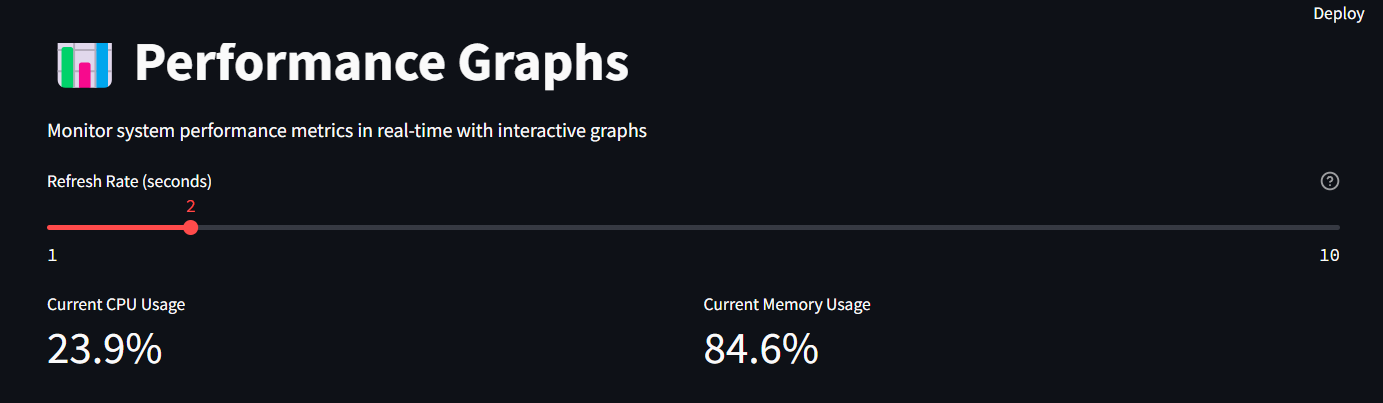 Deploy
Performance Graphs
Monitor system performance metrics in real-time with interactive graphs
Refresh Rate (seconds)
?
2
1 10
Current CPU Usage Current Memory Usage
23.9% 84.6%